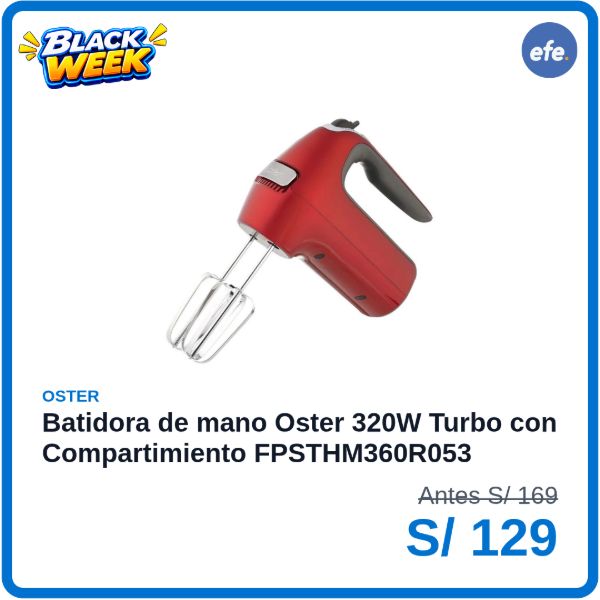 BLACK
WEEK
efe.
OSTER
Batidora de mano Oster 320W Turbo con
Compartimiento FPSTHM360R053
Antes S/ 169
S/ 129